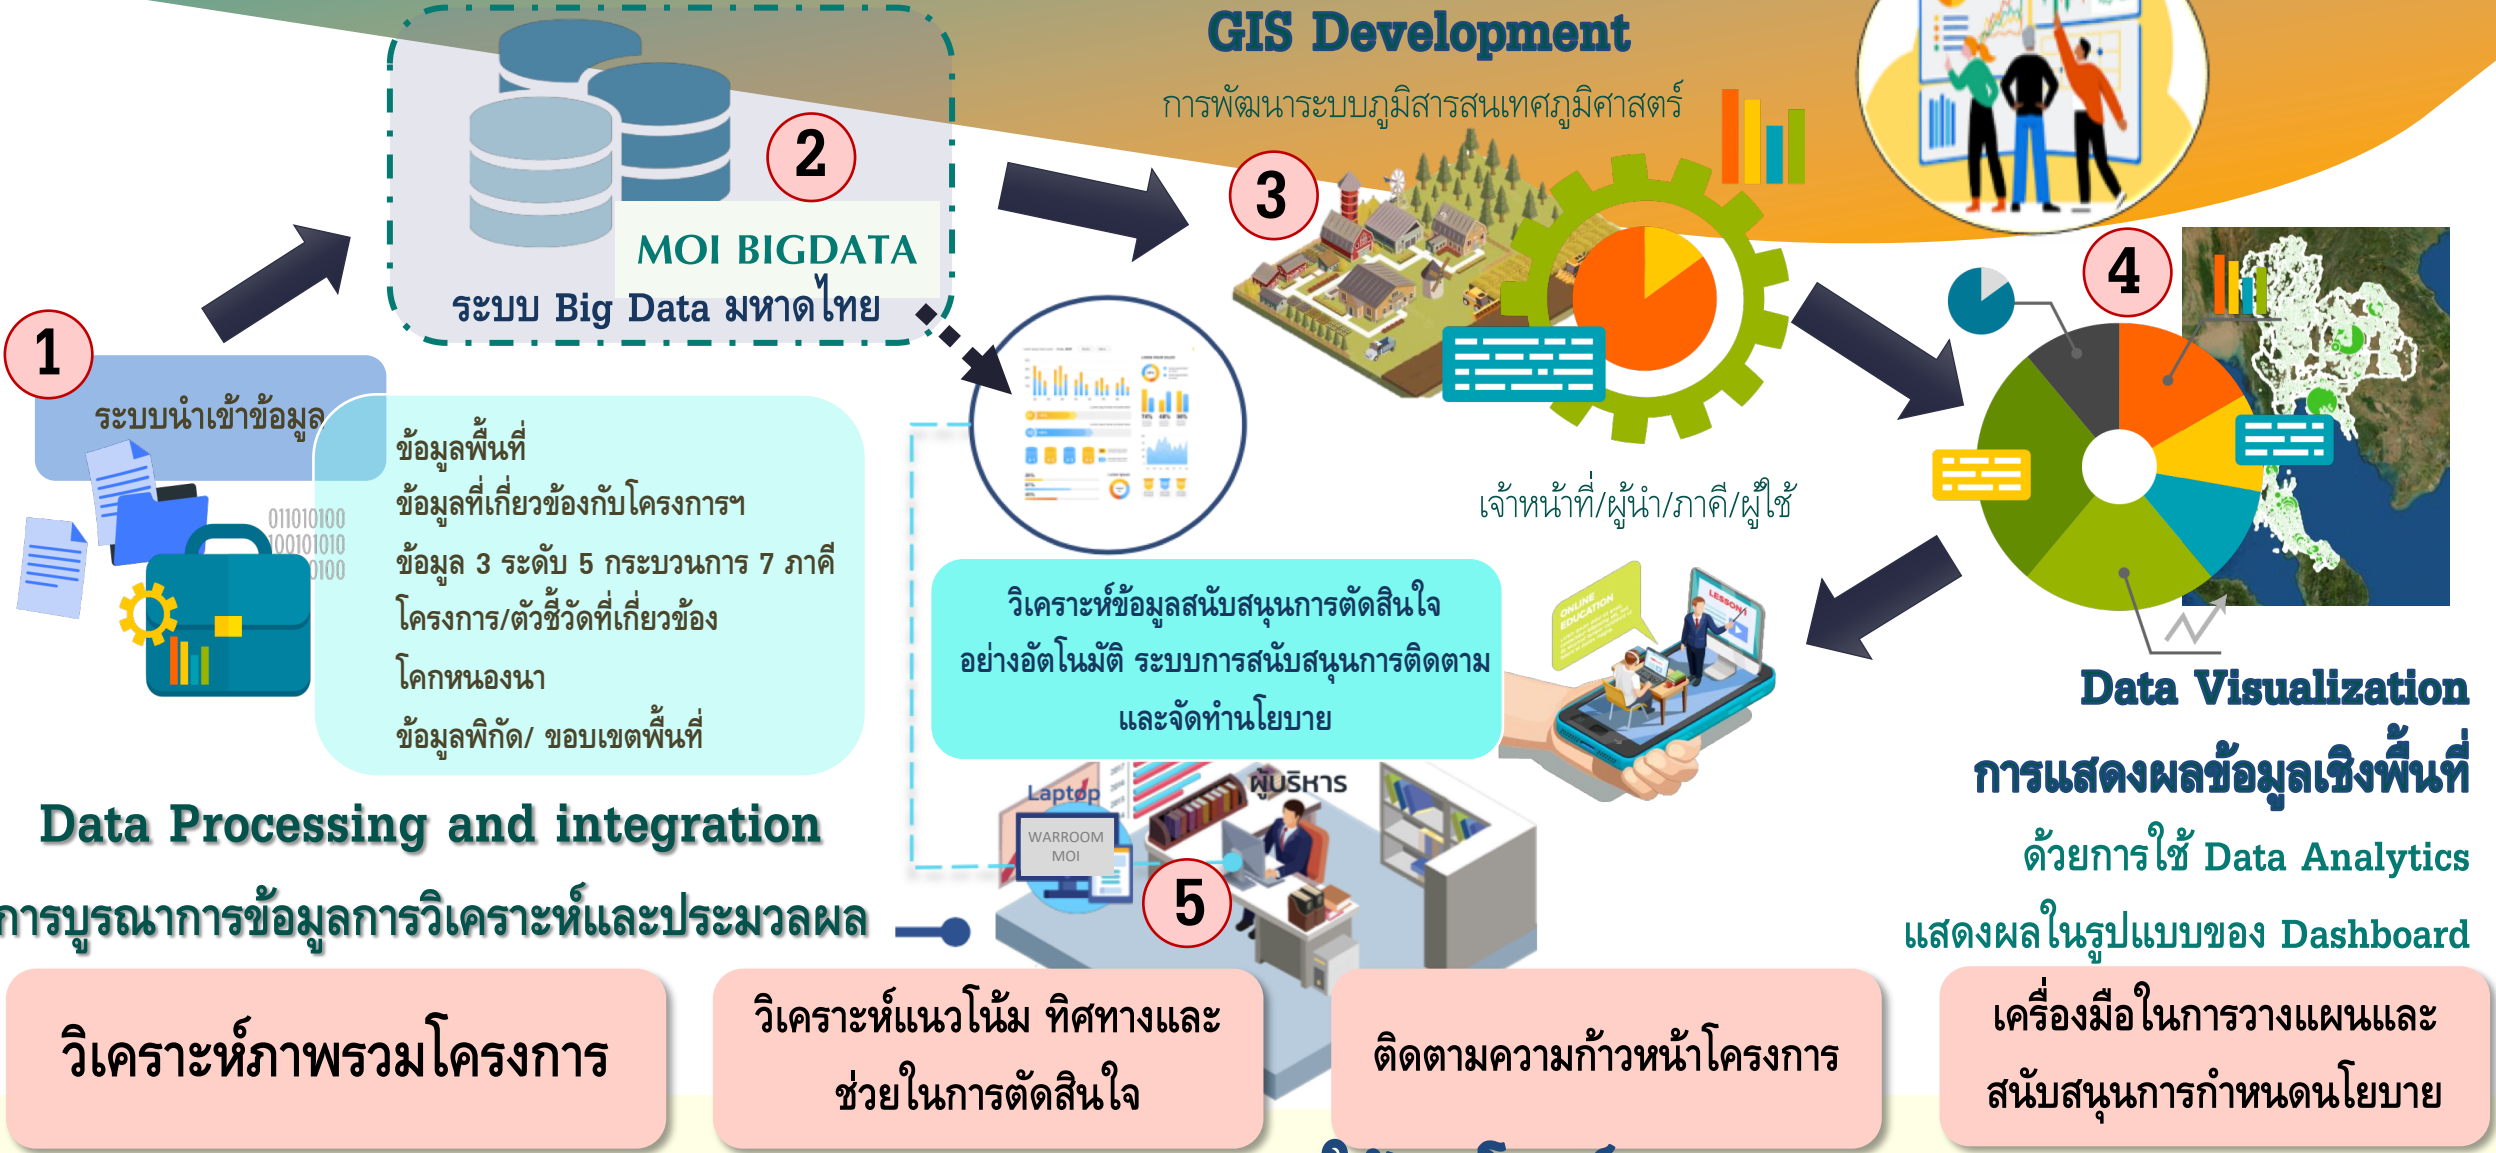 GIS Development
การพัฒนาระบบภูมิสารสนเทศภูมิศาสตร์
2
MOI BIGDATA
ระบบ Big Data มหาดไทย
3
4
1
ระบบนำเข้าข้อมูล
011010100
100101010
0100
ข้อมูลพื้นที่
ข้อมูลที่เกี่ยวข้องกับโครงการฯ
ข้อมูล 3 ระดับ 5 กระบวนการ 7 ภาคี
โครงการ/ตัวชี้วัดที่เกี่ยวข้อง
โคกหนองนา
ข้อมูลพิกัด/ ขอบเขตพื้นที่
เจ้าหน้าที่/ผู้นำ/ภาคี/ผู้ใช้
ONLINE
EDUCATION
LESSON 1
วิเคราะห์ข้อมูลสนับสนุนการตัดสินใจ
อย่างอัตโนมัติ ระบบการสนับสนุนการติดตาม
และจัดทำนโยบาย
Data Visualization
การแสดงผลข้อมูลเชิงพื้นที่
ด้วยการใช้ Data Analytics
แสดงผลในรูปแบบของ Dashboard
Data Processing and integration
การบูรณาการข้อมูลการวิเคราะห์และประมวลผล
Laptop
ผู้บริหาร
WARROOM
MOI
5
วิเคราะห์ภาพรวมโครงการ
วิเคราะห์แนวโน้ม ทิศทางและ
ช่วยในการตัดสินใจ
ติดตามความก้าวหน้าโครงการ
เครื่องมือในการวางแผนและ
สนับสนุนการกำหนดนโยบาย